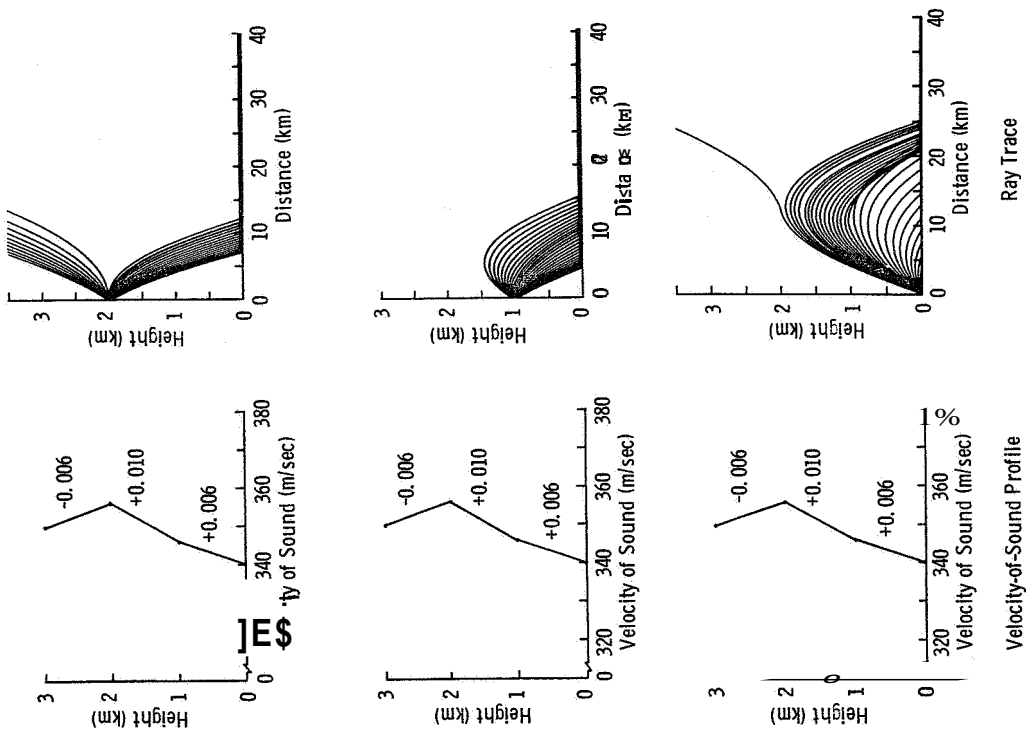 3
2
1
0
Height (km)
0 10 20 30 40
Distance (km)
3
2
1
0
Height (km)
-0.006
+0.010
+0.006
]E$
0 340 360 380
ty of Sound (m/sec)
3
2
1
0
Height (km)
0 10 30 40
(km)
3
2
1
0
Height (km)
-0.006
+0.010
+0.006
0 320 340 360 380
Velocity of Sound (m/sec)
3
2
1
0
Height (km)
0 10 20 30 40
Distance (km)
Ray Trace
3
2
1
0
Height (km)
-0.006
+0.010
+0.006
1%
0
320 340 360
Velocity of Sound (m/sec)
Velocity-of-Sound Profile